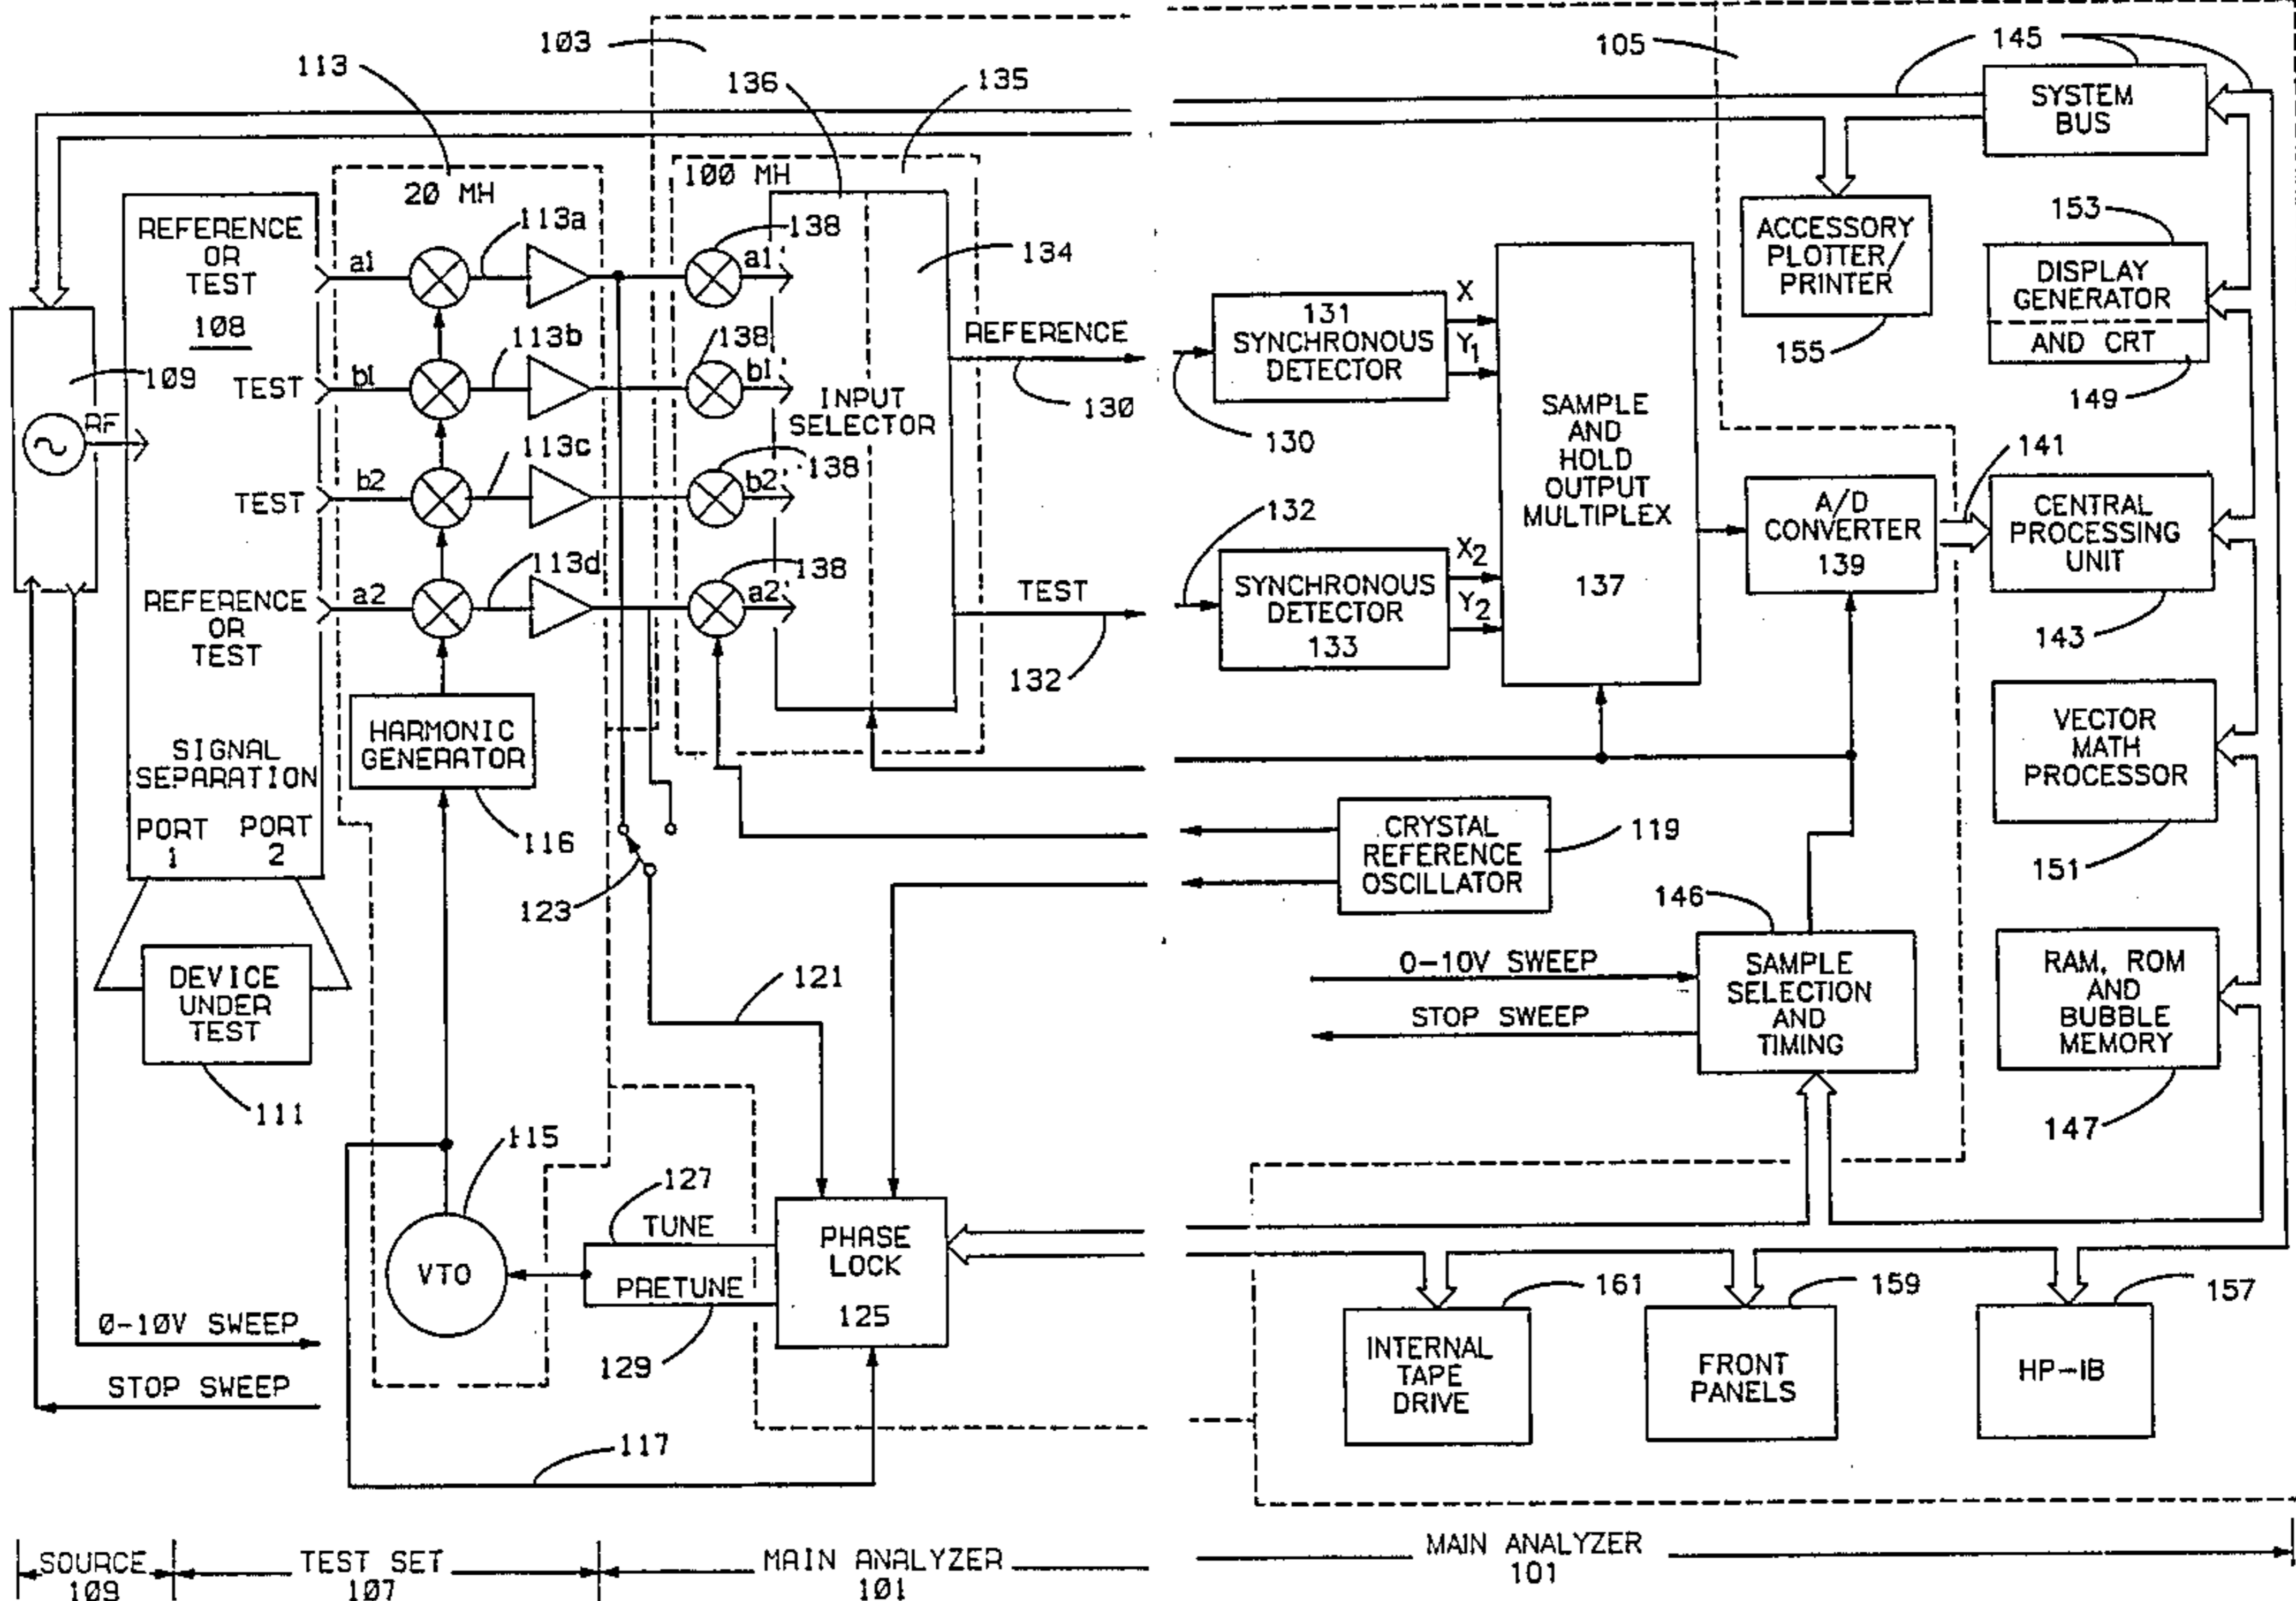 103
113
136
135
105
145
SYSTEM
BUS
20 MH
100 MH
REFERENCE
OR
TEST
108
a1
113a
138
a1'
134
ACCESSORY
PLOTTER/
PRINTER
155
153
DISPLAY
GENERATOR
AND CRT
149
109
RF
TEST
b1
113b
138
b1'
INPUT
SELECTOR
REFERENCE
130
130
131
SYNCHRONOUS
DETECTOR
X
Y1
SAMPLE
AND
HOLD
OUTPUT
MULTIPLEX
137
TEST
b2
113c
138
b2'
132
A/D
CONVERTER
139
141
CENTRAL
PROCESSING
UNIT
143
REFERENCE
OR
TEST
a2
113d
138
a2'
TEST
132
SYNCHRONOUS
DETECTOR
133
X2
Y2
SIGNAL
SEPARATION
PORT
1
PORT
2
HARMONIC
GENERATOR
116
123
CRYSTAL
REFERENCE
OSCILLATOR
119
VECTOR
MATH
PROCESSOR
151
DEVICE
UNDER
TEST
111
121
146
0-10V SWEEP
STOP SWEEP
SAMPLE
SELECTION
AND
TIMING
RAM, ROM
AND
BUBBLE
MEMORY
147
115
VTO
127
TUNE
PRETUNE
129
PHASE
LOCK
125
0-10V SWEEP
STOP SWEEP
117
161
INTERNAL
TAPE
DRIVE
159
FRONT
PANELS
157
HP-IB
SOURCE
109
TEST SET
107
MAIN ANALYZER
101
MAIN ANALYZER
101